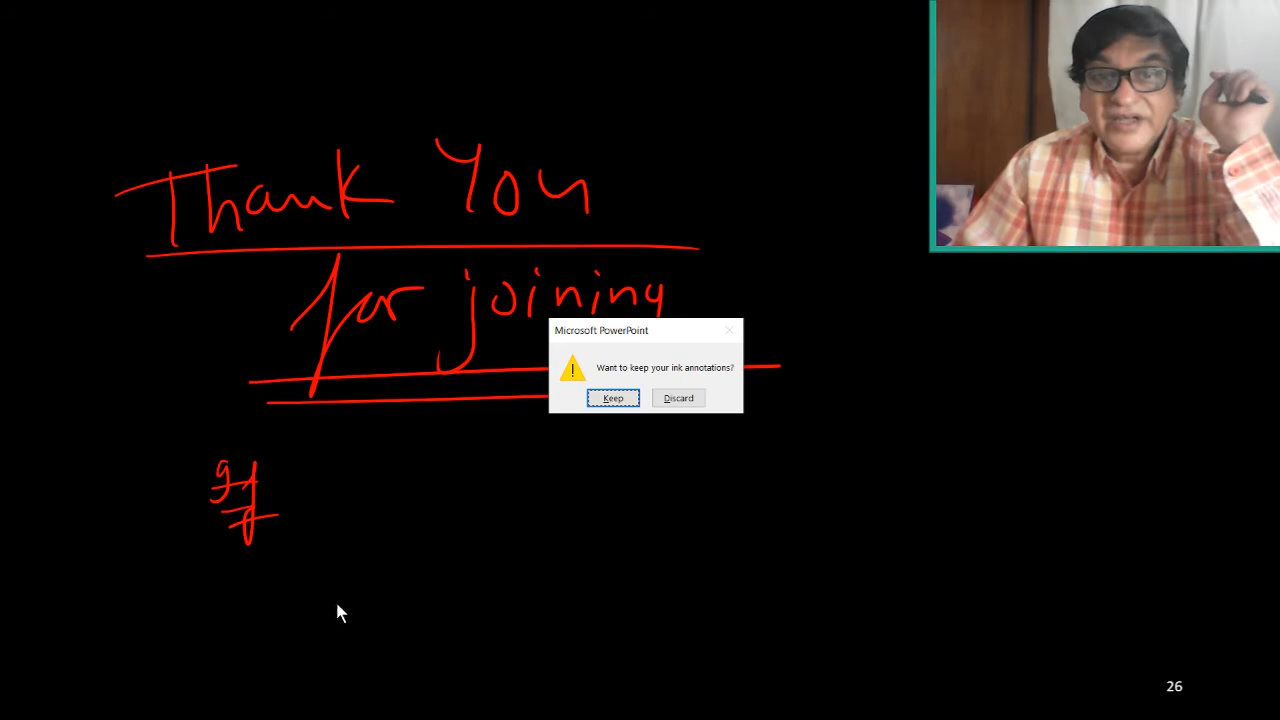 Thank You
for joining
Microsoft PowerPoint
Want to keep your ink annotations?
Keep Discard
26